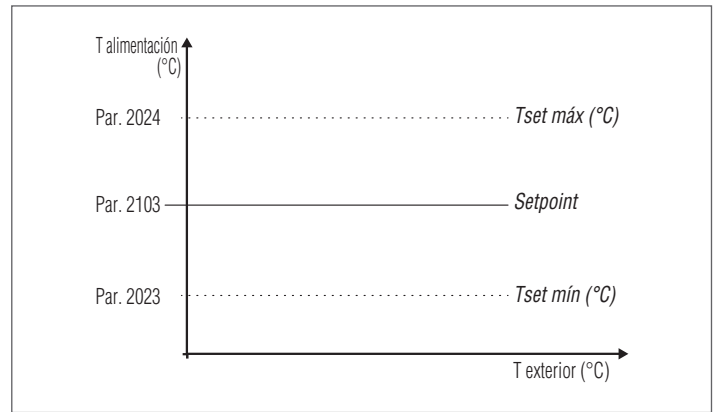 T alimentación
(°C)
Par. 2024
Tset máx (°C)
Par. 2103
Setpoint
Par. 2023
Tset mín (°C)
T exterior (°C)